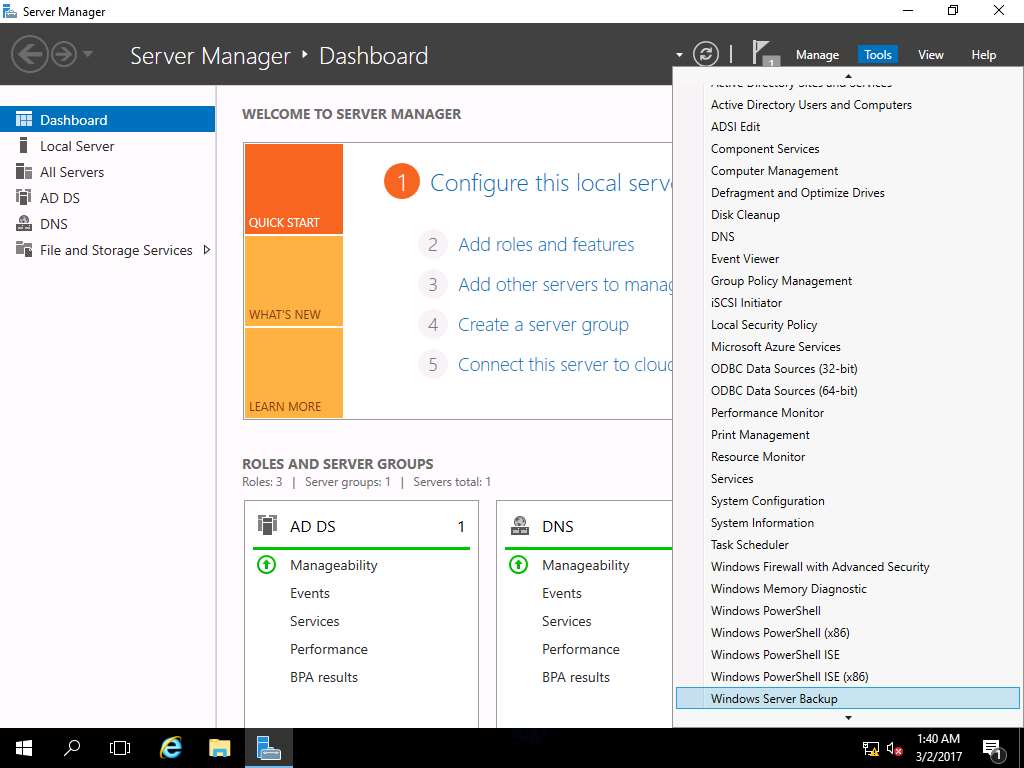 Server Manager
Server Manager ‣ Dashboard
1
Manage
Tools
View
Help
Dashboard
Local Server
All Servers
AD DS
DNS
File and Storage Services
WELCOME TO SERVER MANAGER
QUICK START
WHAT'S NEW
LEARN MORE
1 Configure this local serve
2 Add roles and features
3 Add other servers to manag
4 Create a server group
5 Connect this server to cloud
ROLES AND SERVER GROUPS
Roles: 3 | Server groups: 1 | Servers total: 1
AD DS 1
Manageability
Events
Services
Performance
BPA results
DNS
Manageability
Events
Services
Performance
BPA results
Active Directory Sites and Services
Active Directory Users and Computers
ADSI Edit
Component Services
Computer Management
Defragment and Optimize Drives
Disk Cleanup
DNS
Event Viewer
Group Policy Management
iSCSI Initiator
Local Security Policy
Microsoft Azure Services
ODBC Data Sources (32-bit)
ODBC Data Sources (64-bit)
Performance Monitor
Print Management
Resource Monitor
Services
System Configuration
System Information
Task Scheduler
Windows Firewall with Advanced Security
Windows Memory Diagnostic
Windows PowerShell
Windows PowerShell (x86)
Windows PowerShell ISE
Windows PowerShell ISE (x86)
Windows Server Backup
1:40 AM
3/2/2017
1